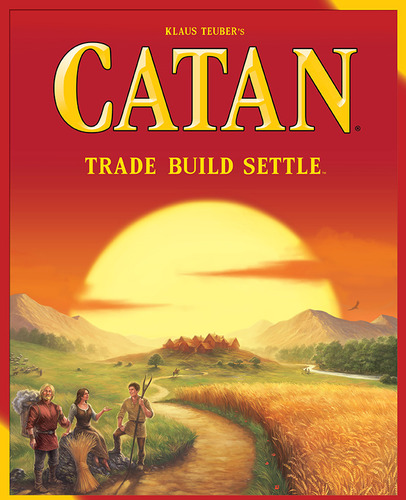 KLAUS TEUBER'S
CATAN®
TRADE BUILD SETTLE™